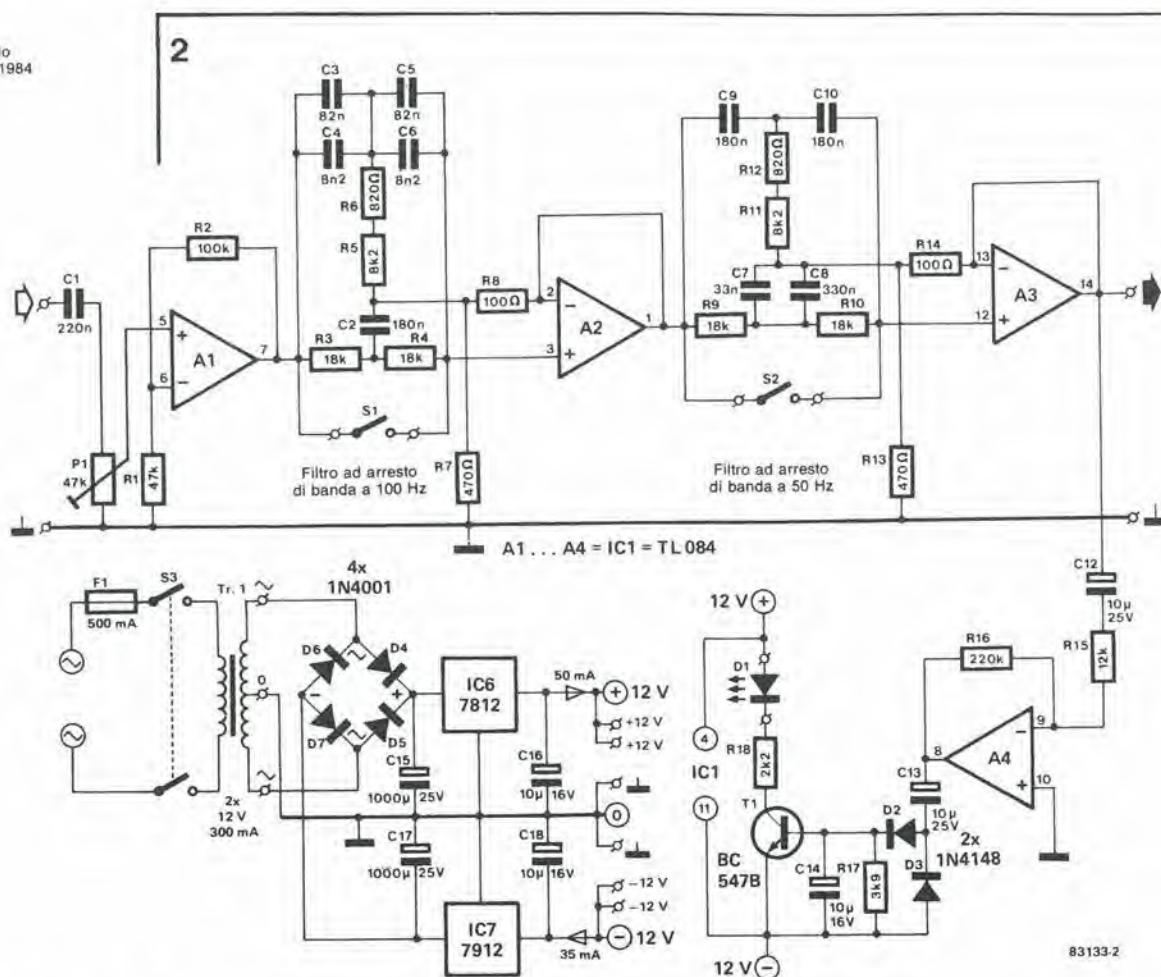 lo
1984
2
C3
82n
C5
82n
C4
8n2
C6
8n2
R6
820Ω
R5
8k2
C2
180n
R3
18k
R4
18k
S1
Filtro ad arresto
di banda a 100 Hz
R2
100k
C1
220n
5
+
A1
7
6
−
P1
47k
R1
47k
R7
470Ω
R8
100Ω
2
−
A2
1
3
+
C9
180n
C10
180n
R12
820Ω
R11
8k2
C7
33n
C8
330n
R9
18k
R10
18k
S2
Filtro ad arresto
di banda a 50 Hz
R13
470Ω
R14
100Ω
13
−
A3
14
12
+
A1 ... A4 = IC1 = TL084
F1
500 mA
S3
Tr. 1
0
2x
12 V
300 mA
4x
1N4001
D6
D4
−
+
D7
D5
IC6
7812
50 mA
+ 12 V
+12 V
+12 V
C15
1000µ 25V
C16
10µ 16V
0
C17
1000µ 25V
C18
10µ 16V
−12 V
−12 V
IC7
7912
35 mA
− 12 V
12 V +
4
IC1
11
D1
R18
2k2
T1
BC
547B
C14
10µ
16V
R17
3k9
D2
D3
2x
1N4148
C13
10µ
25V
8
A4
9
−
10
+
R16
220k
R15
12k
C12
10µ
25V
12 V −
83133-2